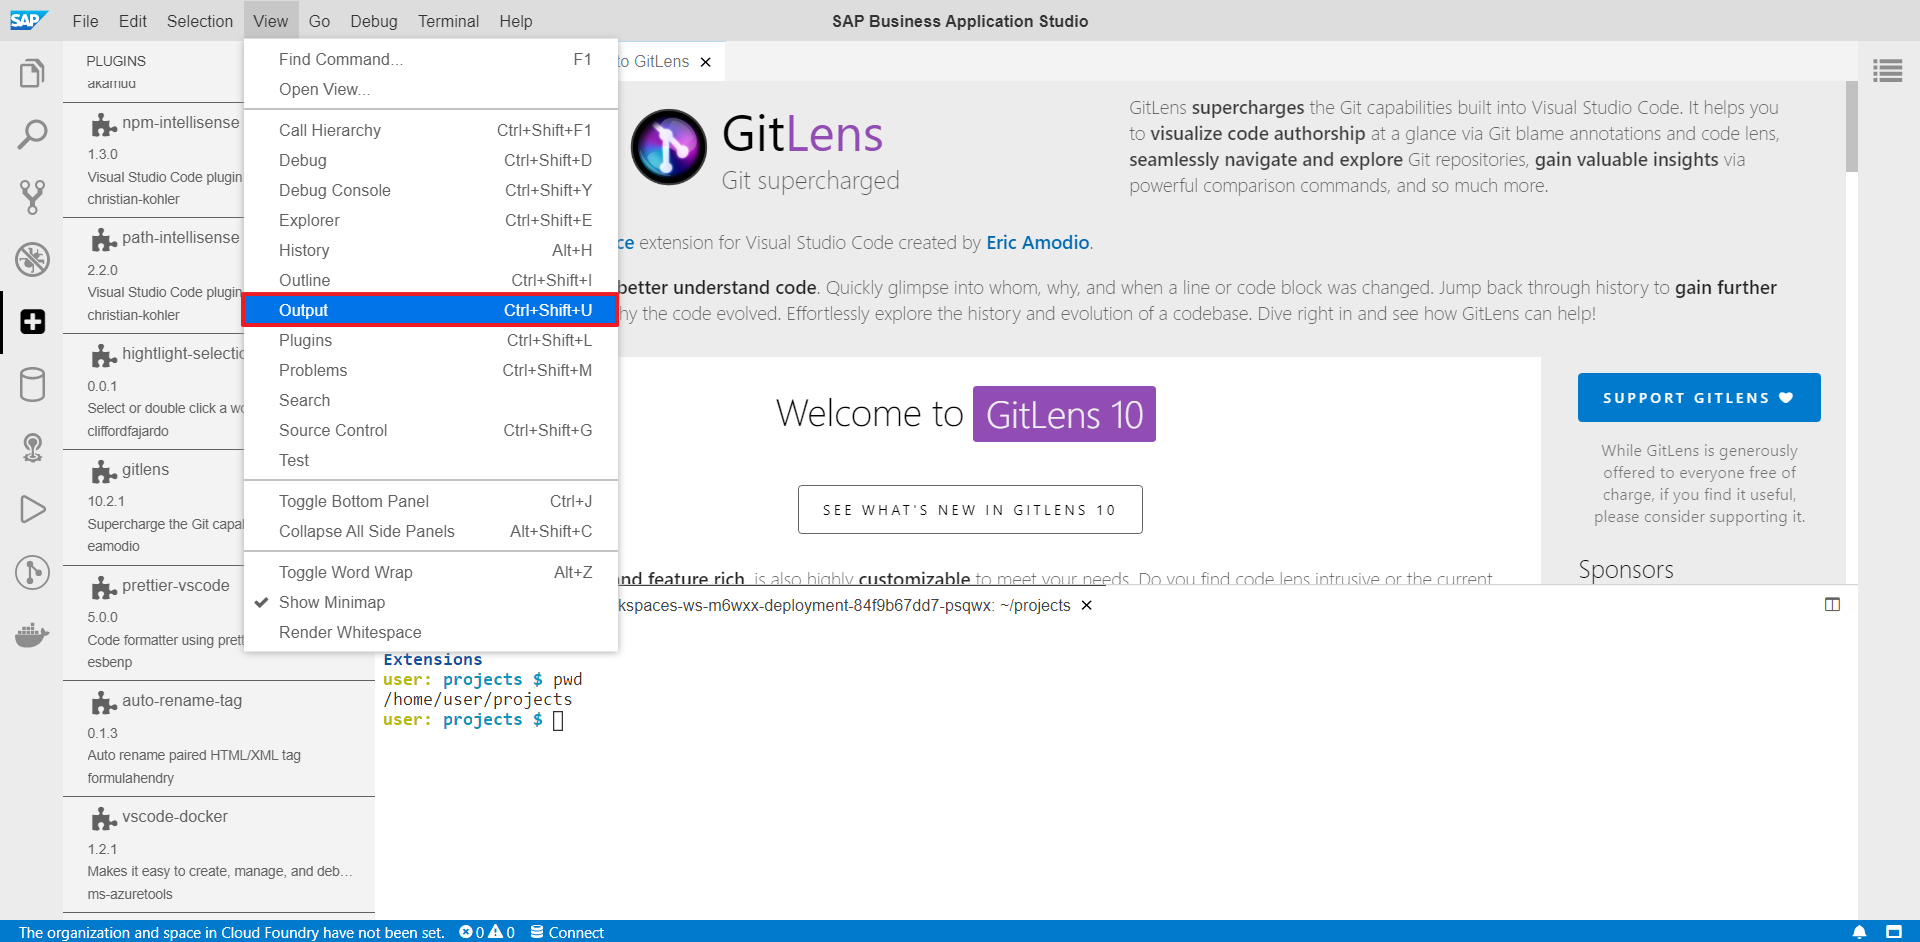 SAP File Edit Selection View Go Debug Terminal Help SAP Business Application Studio
PLUGINS
akamud
npm-intellisense
1.3.0
Visual Studio Code plugin
christian-kohler
path-intellisense
2.2.0
Visual Studio Code plugin
christian-kohler
hightlight-selectio
0.0.1
Select or double click a wo
cliffordfajardo
gitlens
10.2.1
Supercharge the Git capal
eamodio
prettier-vscode
5.0.0
Code formatter using prett
esbenp
auto-rename-tag
0.1.3
Auto rename paired HTML/XML tag
formulahendry
vscode-docker
1.2.1
Makes it easy to create, manage, and deb…
ms-azuretools
Find Command... F1
Open View...
Call Hierarchy Ctrl+Shift+F1
Debug Ctrl+Shift+D
Debug Console Ctrl+Shift+Y
Explorer Ctrl+Shift+E
History Alt+H
Outline Ctrl+Shift+I
Output Ctrl+Shift+U
Plugins Ctrl+Shift+L
Problems Ctrl+Shift+M
Search
Source Control Ctrl+Shift+G
Test
Toggle Bottom Panel Ctrl+J
Collapse All Side Panels Alt+Shift+C
Toggle Word Wrap Alt+Z
Show Minimap
Render Whitespace
to GitLens
GitLens
Git supercharged
GitLens supercharges the Git capabilities built into Visual Studio Code. It helps you
to visualize code authorship at a glance via Git blame annotations and code lens,
seamlessly navigate and explore Git repositories, gain valuable insights via
powerful comparison commands, and so much more.
ce extension for Visual Studio Code created by Eric Amodio.
better understand code. Quickly glimpse into whom, why, and when a line or code block was changed. Jump back through history to gain further
hy the code evolved. Effortlessly explore the history and evolution of a codebase. Dive right in and see how GitLens can help!
Welcome to GitLens 10
SEE WHAT'S NEW IN GITLENS 10
nd feature rich, is also highly customizable to meet your needs. Do you find code lens intrusive or the current
SUPPORT GITLENS
While GitLens is generously
offered to everyone free of
charge, if you find it useful,
please consider supporting it.
Sponsors
kspaces-ws-m6wxx-deployment-84f9b67dd7-psqwx: ~/projects
Extensions
user: projects $ pwd
/home/user/projects
user: projects $
The organization and space in Cloud Foundry have not been set. 0 0 Connect